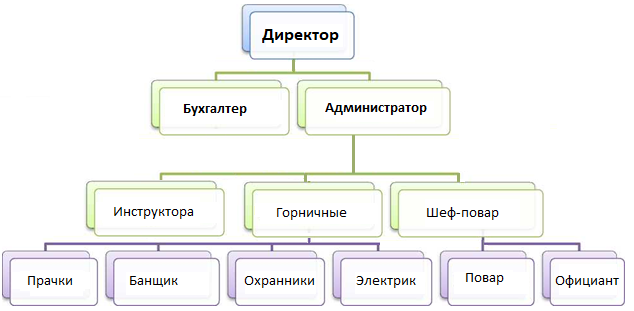 Директор
Бухгалтер
Администратор
Инструктора
Горничные
Шеф-повар
Прачки
Банщик
Охранники
Электрик
Повар
Официант